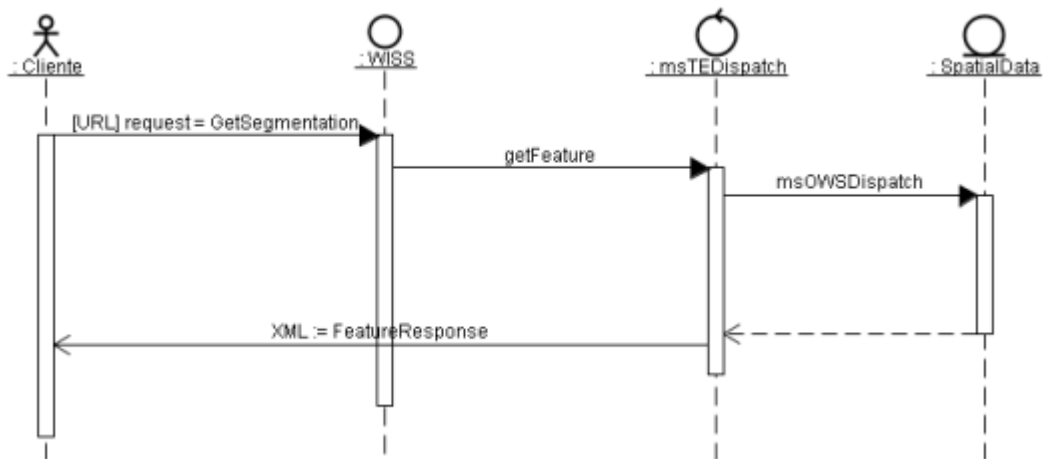 : Cliente
: WISS
: msTEDispatch
: SpatialData
[URL] request = GetSegmentation
getFeature
msOWSDispatch
XML := FeatureResponse